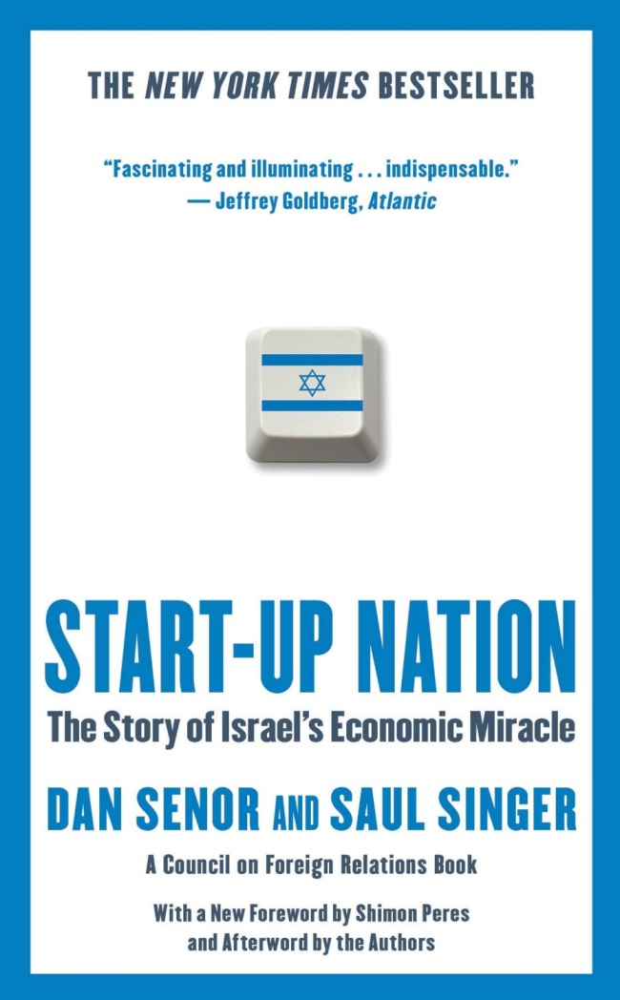 THE NEW YORK TIMES BESTSELLER
“Fascinating and illuminating . . . indispensable.”
— Jeffrey Goldberg, Atlantic
START-UP NATION
The Story of Israel’s Economic Miracle
DAN SENOR AND SAUL SINGER
A Council on Foreign Relations Book
With a New Foreword by Shimon Peres
and Afterword by the Authors